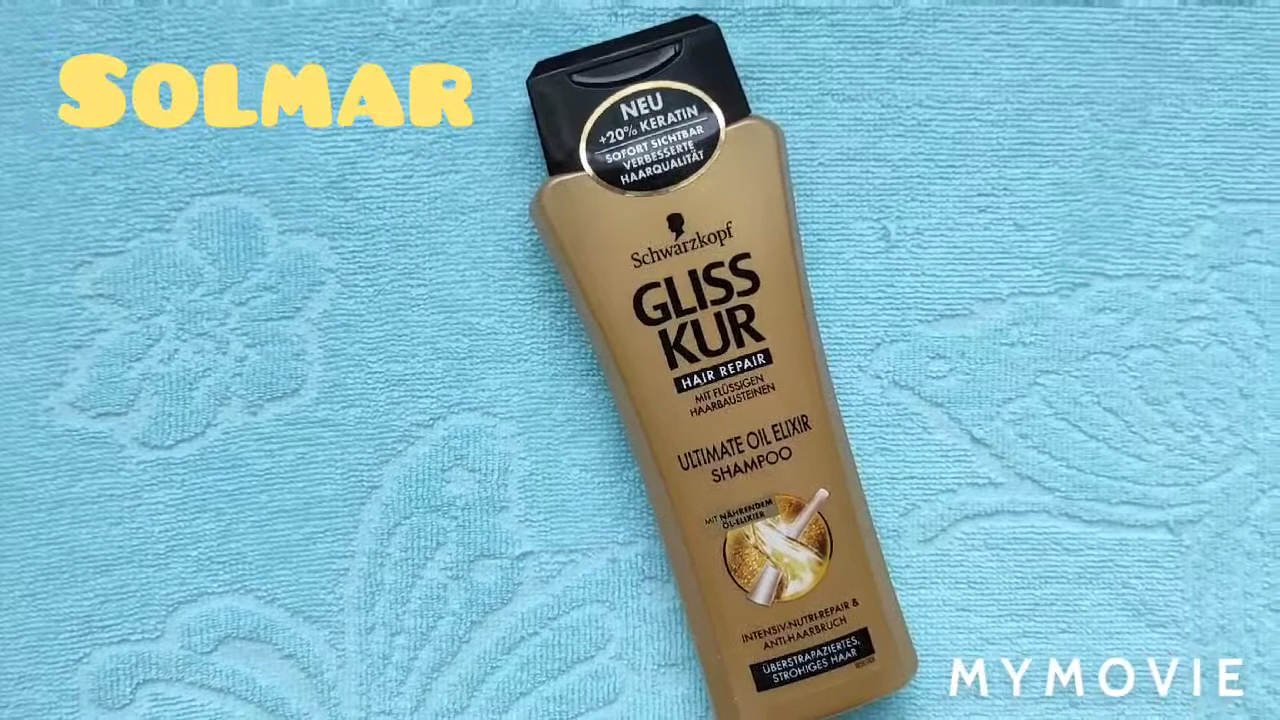 SOLMAR
NEU
+20% KERATIN
SOFORT SICHTBAR
VERBESSERTE
HAARQUALITÄT
Schwarzkopf
GLISS
KUR
HAIR REPAIR
MIT FLÜSSIGEN
HAARBAUSTEINEN
ULTIMATE OIL ELIXIR
SHAMPOO
MIT NÄHRENDEM
ÖL-ELIXIER
INTENSIV-NUTRI-REPAIR &
ANTI-HAARBRUCH
ÜBERSTRAPAZIERTES,
STROHIGES HAAR
MYMOVIE